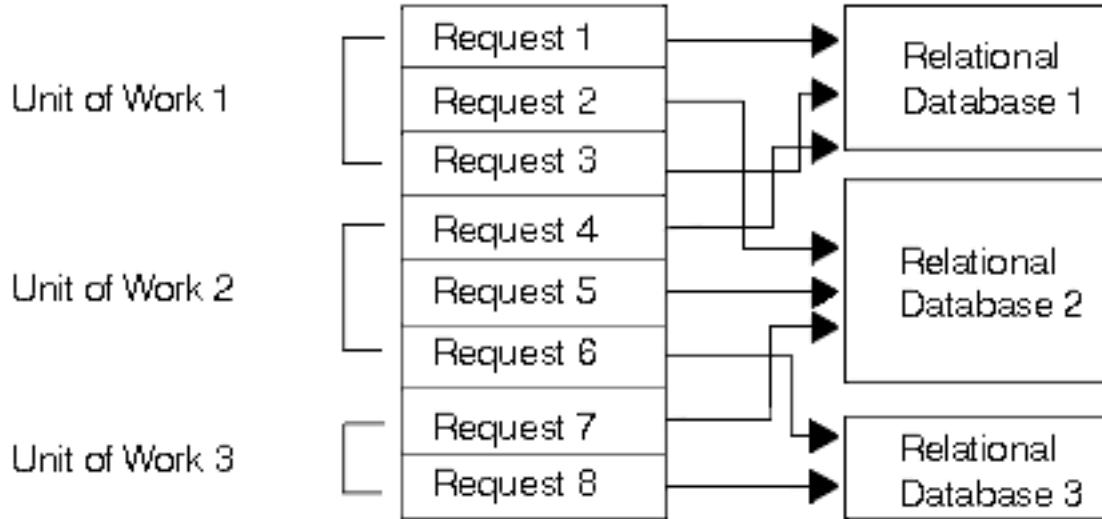 Unit of Work 1
Request 1
Request 2
Request 3
Unit of Work 2
Request 4
Request 5
Request 6
Unit of Work 3
Request 7
Request 8
Relational
Database 1
Relational
Database 2
Relational
Database 3